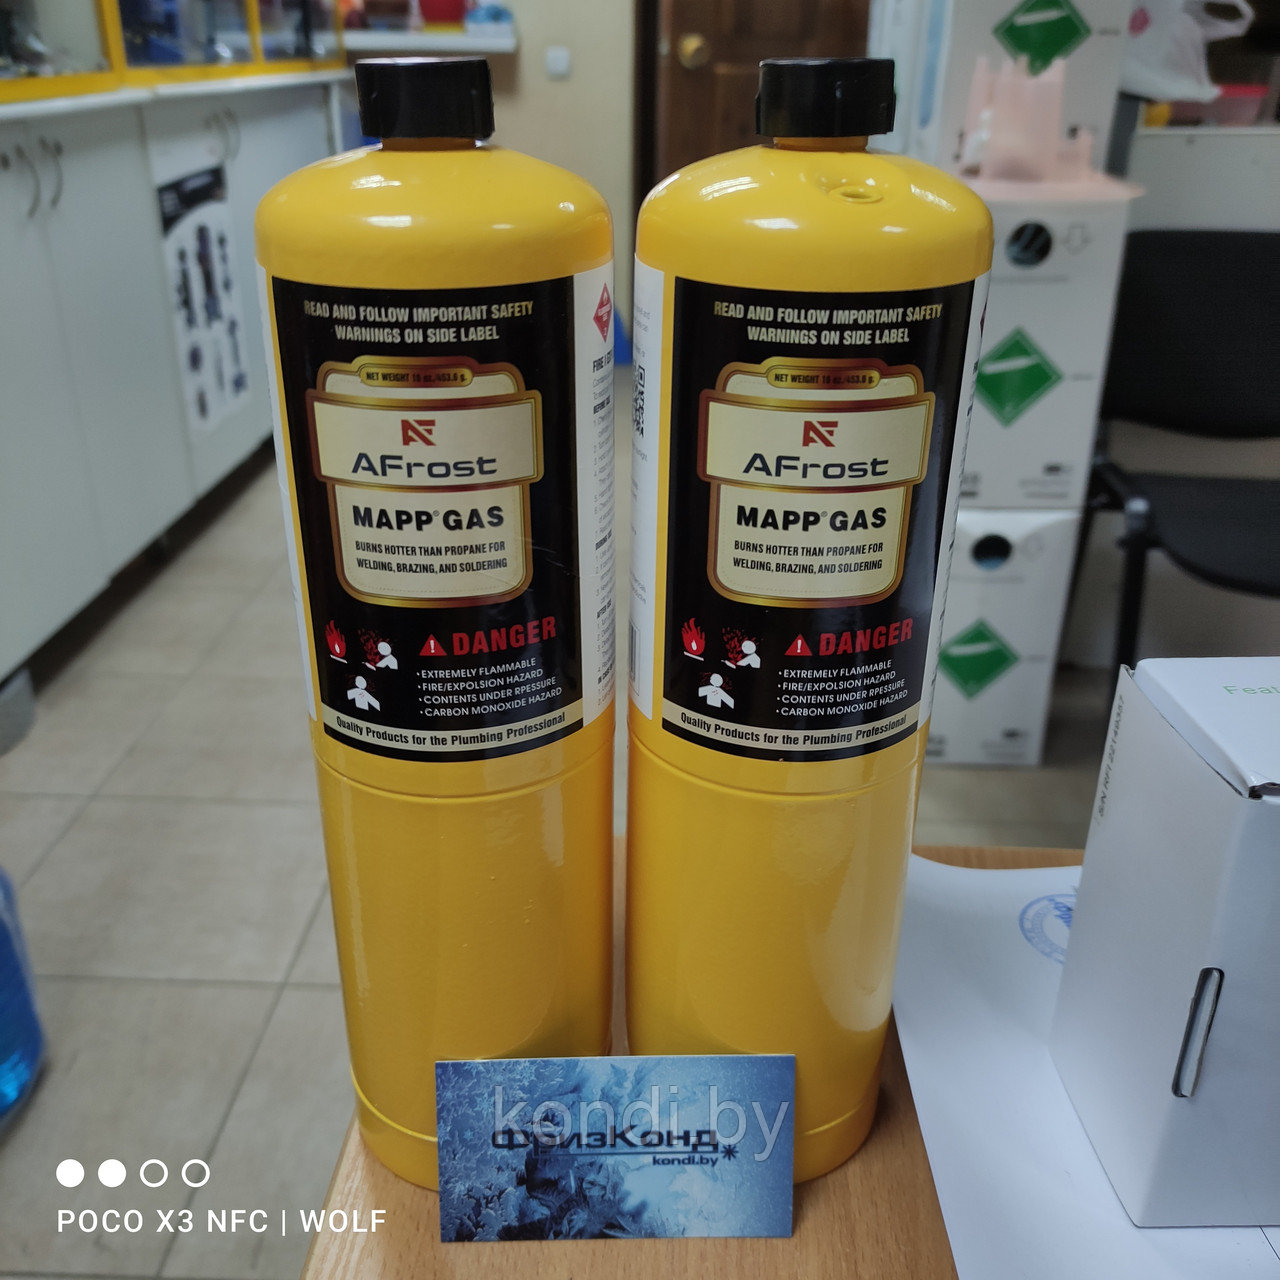 READ AND FOLLOW IMPORTANT SAFETY
WARNINGS ON SIDE LABEL
NET WEIGHT 16 oz./453.6 g.
AFrost
MAPP® GAS
BURNS HOTTER THAN PROPANE FOR
WELDING, BRAZING, AND SOLDERING
DANGER
• EXTREMELY FLAMMABLE
• FIRE/EXPOLSION HAZARD
• CONTENTS UNDER RPESSURE
• CARBON MONOXIDE HAZARD
Quality Products for the Plumbing Professional
READ AND FOLLOW IMPORTANT SAFETY
WARNINGS ON SIDE LABEL
NET WEIGHT 16 oz./453.6 g.
AFrost
MAPP® GAS
BURNS HOTTER THAN PROPANE FOR
WELDING, BRAZING, AND SOLDERING
DANGER
• EXTREMELY FLAMMABLE
• FIRE/EXPOLSION HAZARD
• CONTENTS UNDER RPESSURE
• CARBON MONOXIDE HAZARD
Quality Products for the Plumbing Professional
kondi.by
ФризКонд
kondi.by
POCO X3 NFC | WOLF